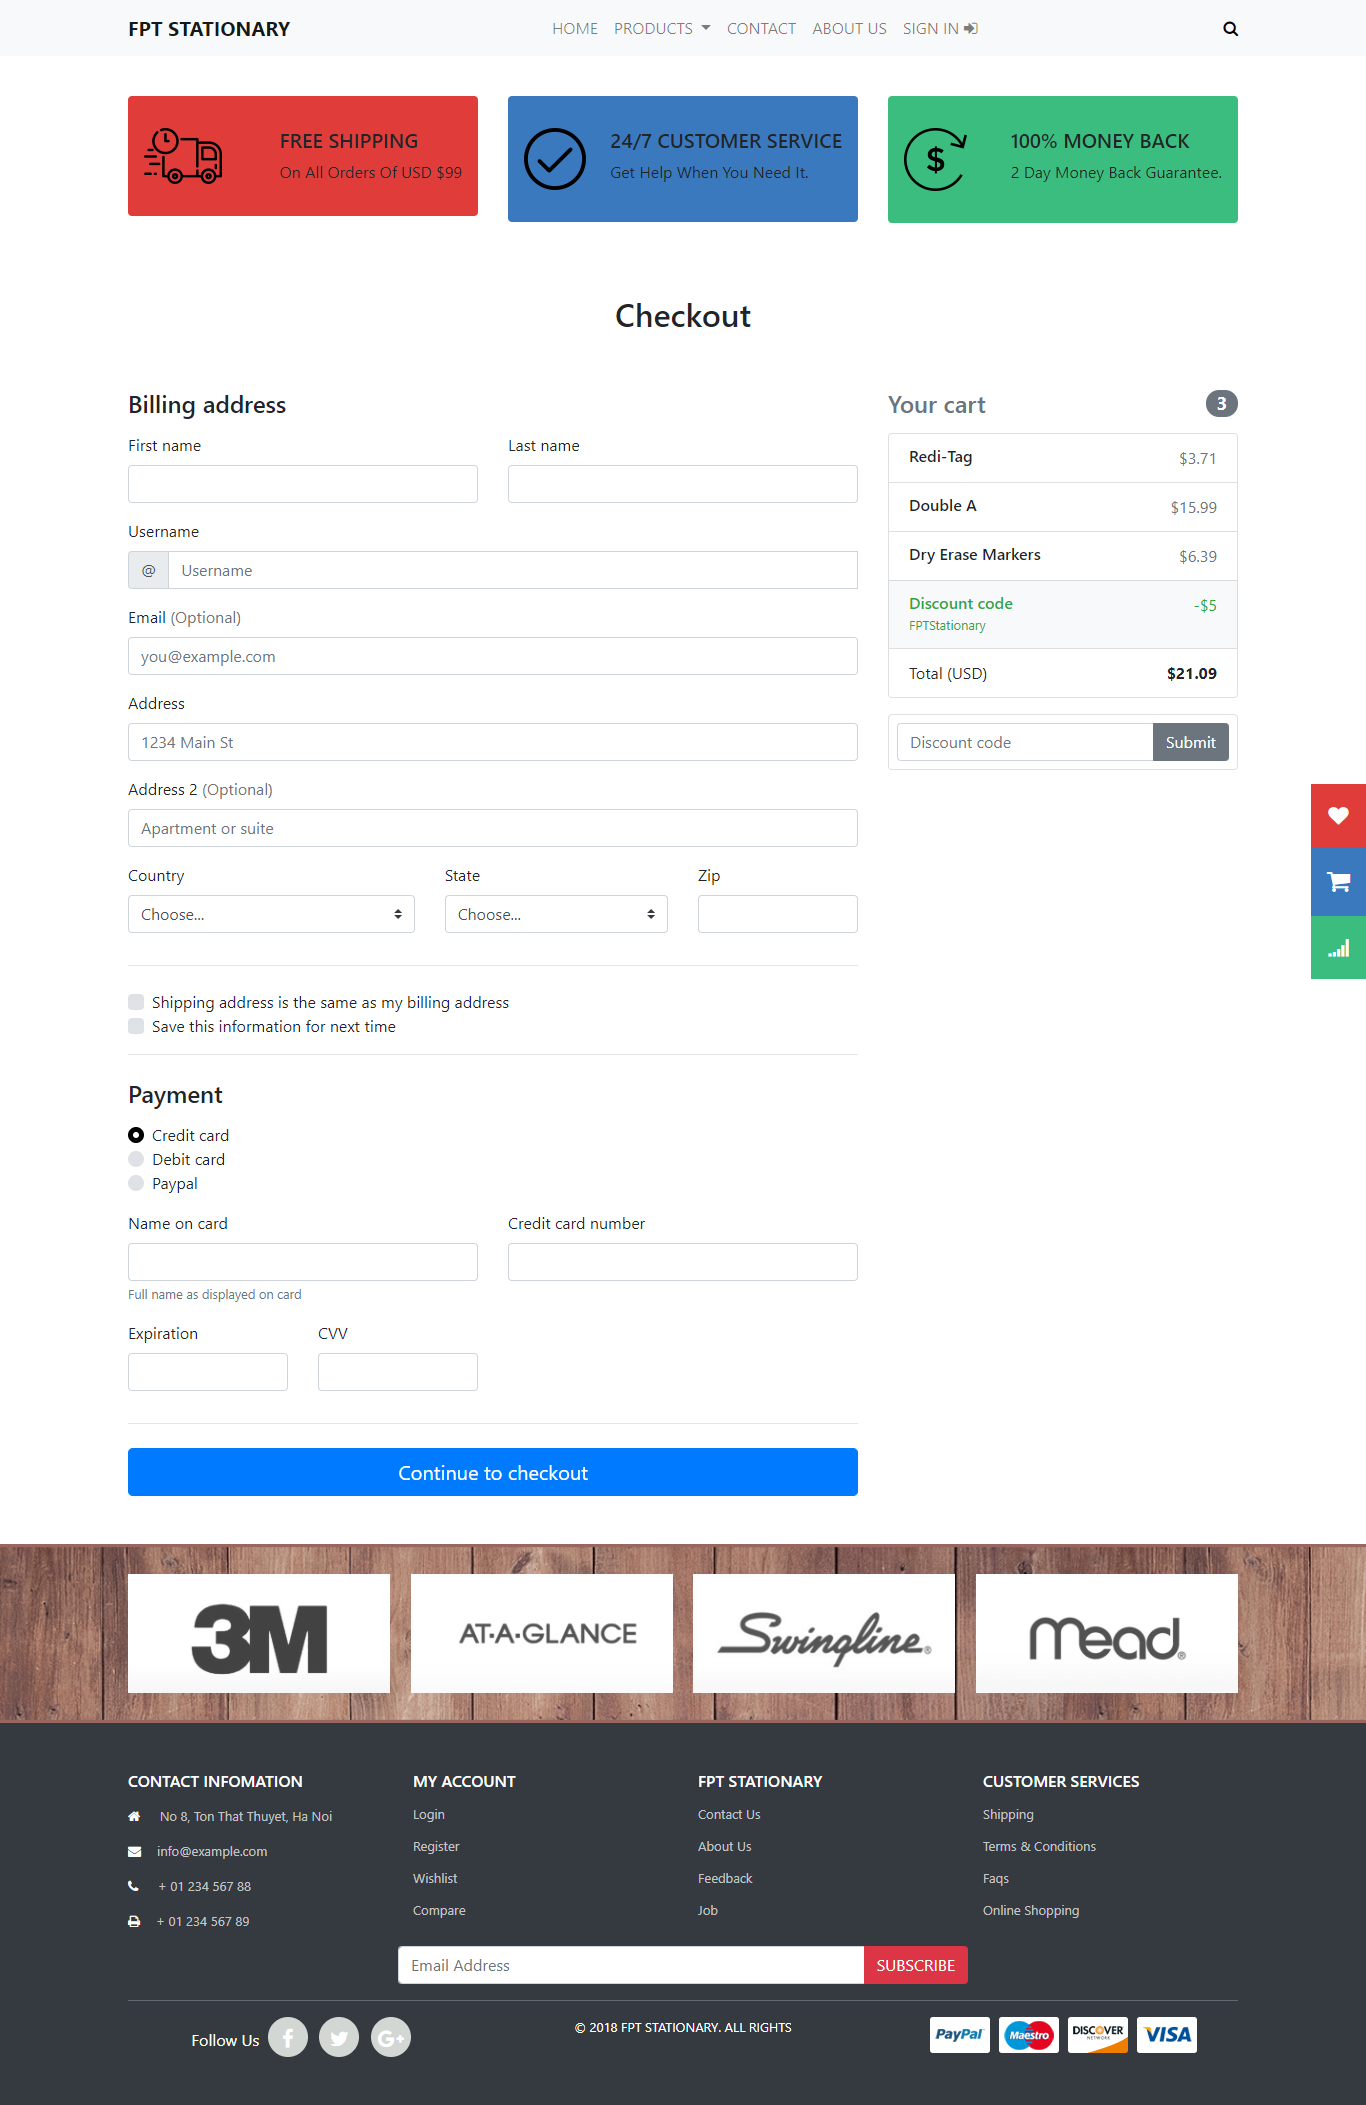 FPT STATIONARY
HOME PRODUCTS CONTACT ABOUT US SIGN IN
FREE SHIPPING
On All Orders Of USD $99
24/7 CUSTOMER SERVICE
Get Help When You Need It.
$
100% MONEY BACK
2 Day Money Back Guarantee.
Checkout
Billing address
First name Last name
Username
@ Username
Email (Optional)
you@example.com
Address
1234 Main St
Address 2 (Optional)
Apartment or suite
Country State Zip
Choose... Choose...
Shipping address is the same as my billing address
Save this information for next time
Payment
Credit card
Debit card
Paypal
Name on card Credit card number
Full name as displayed on card
Expiration CVV
Continue to checkout
Your cart 3
Redi-Tag $3.71
Double A $15.99
Dry Erase Markers $6.39
Discount code -$5
FPTStationary
Total (USD) $21.09
Discount code Submit
3M AT-A-GLANCE Swingline® Mead®
CONTACT INFOMATION
No 8, Ton That Thuyet, Ha Noi
info@example.com
+ 01 234 567 88
+ 01 234 567 89
MY ACCOUNT
Login
Register
Wishlist
Compare
FPT STATIONARY
Contact Us
About Us
Feedback
Job
CUSTOMER SERVICES
Shipping
Terms & Conditions
Faqs
Online Shopping
Email Address SUBSCRIBE
Follow Us f G+
© 2018 FPT STATIONARY. ALL RIGHTS
PayPal Maestro DISCOVER NETWORK VISA